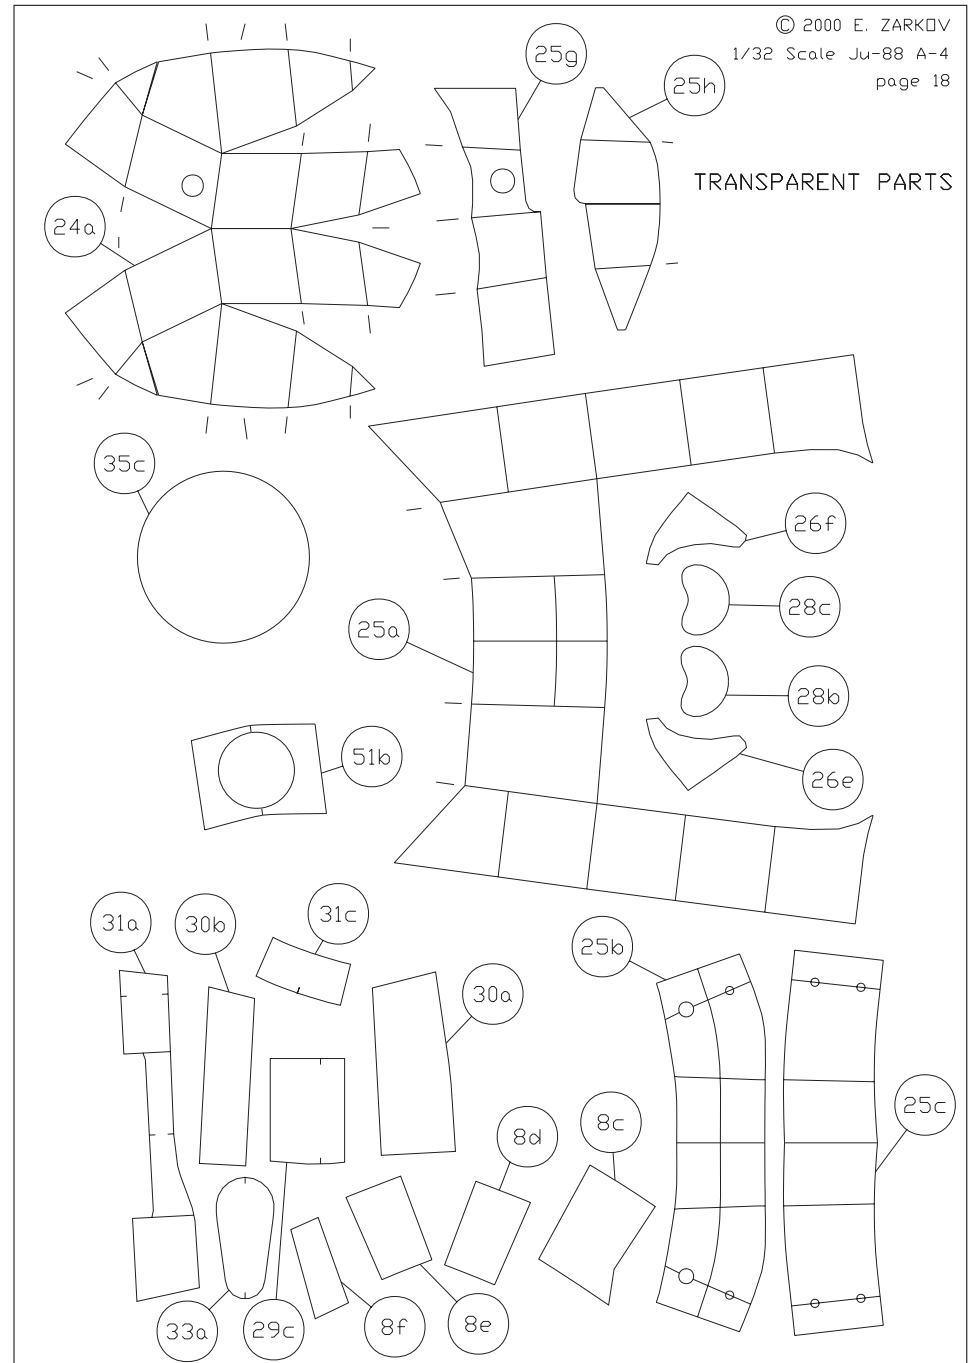 © 2000 E. ZARKOV
1/32 Scale Ju-88 A-4
page 18
25g
25h
TRANSPARENT PARTS
24a
35c
26f
28c
25a
28b
51b
26e
31a
30b
31c
25b
30a
25c
8d
8c
33a
29c
8f
8e